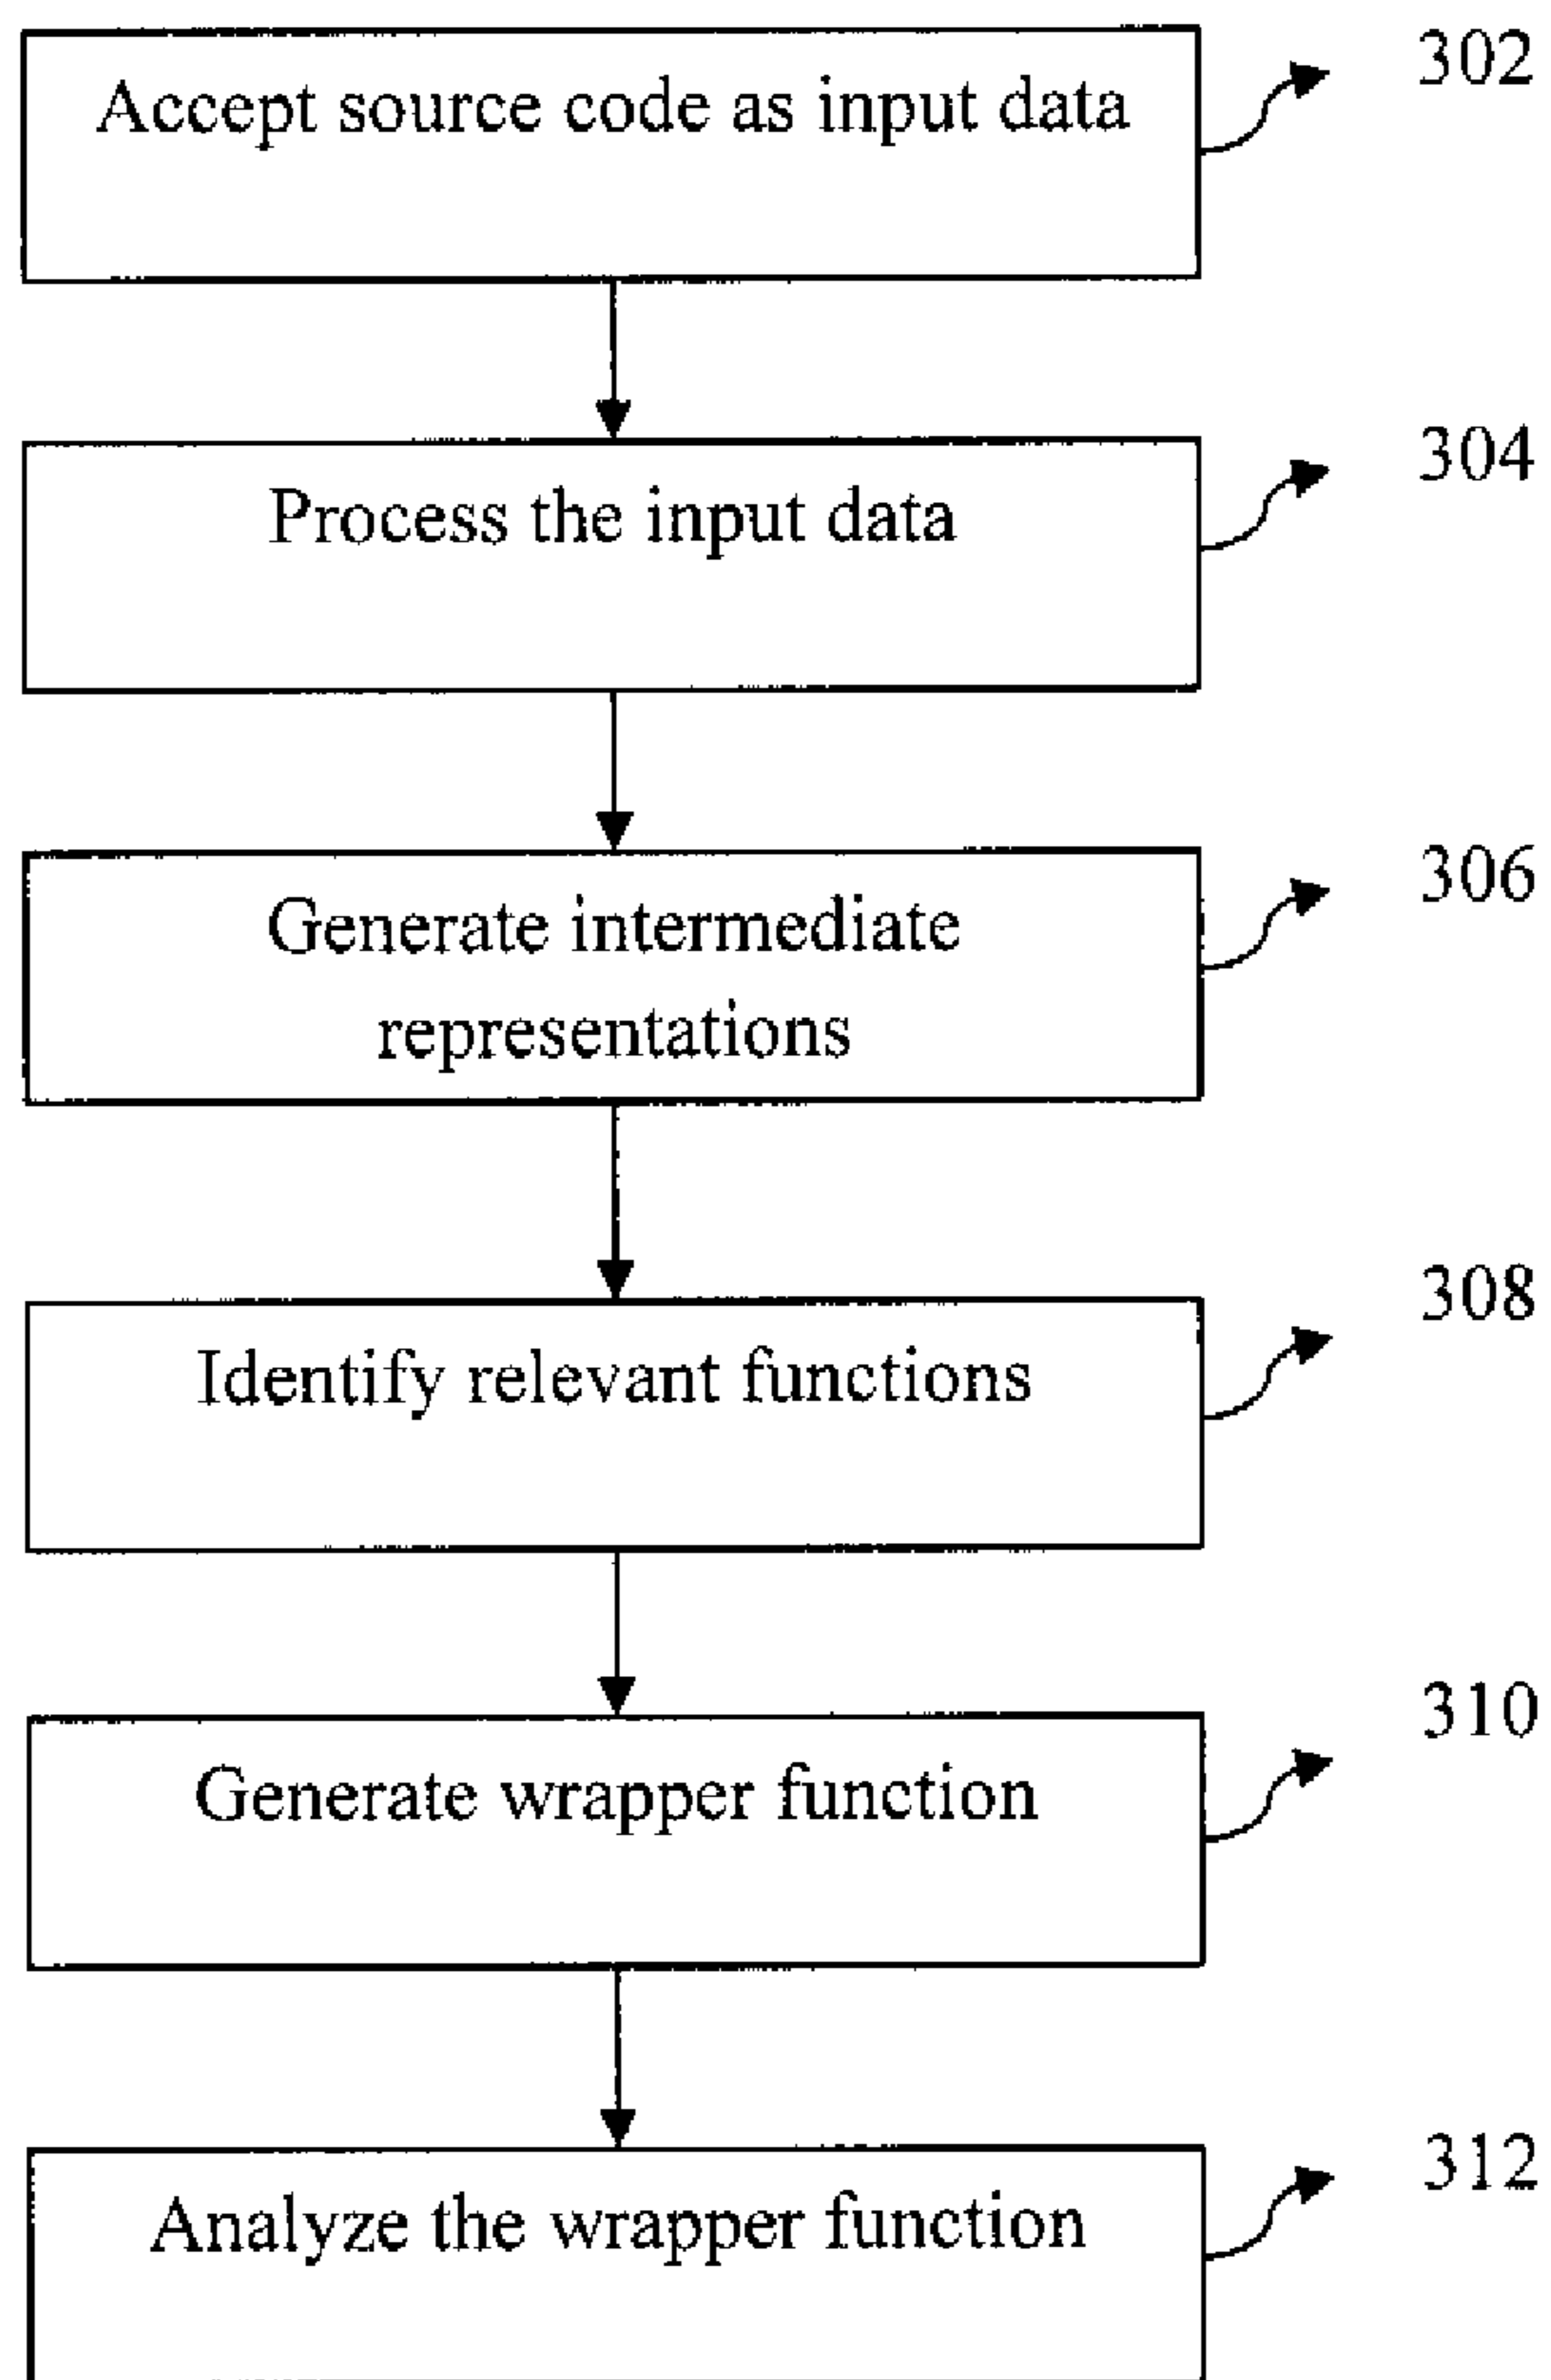 Accept source code as input data
302
Process the input data
304
Generate intermediate
representations
306
Identify relevant functions
308
Generate wrapper function
310
Analyze the wrapper function
312